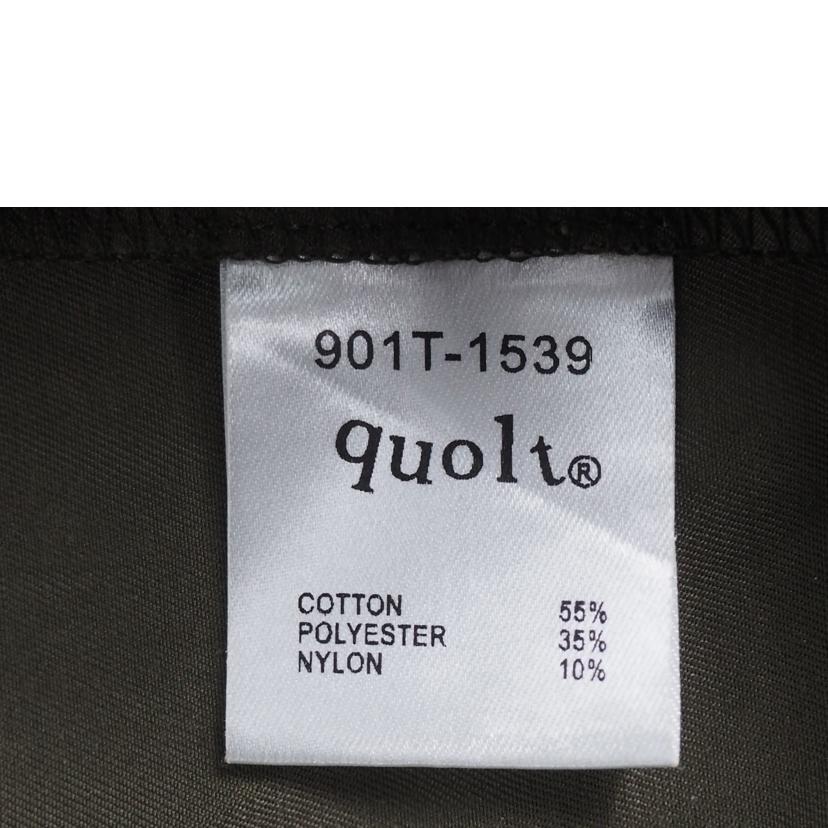 901T-1539
quolt®
COTTON 55%
POLYESTER 35%
NYLON 10%